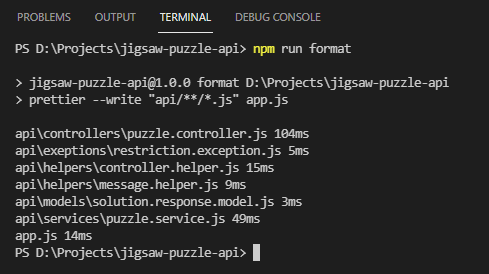 PROBLEMS OUTPUT TERMINAL DEBUG CONSOLE
PS D:\Projects\jigsaw-puzzle-api> npm run format
> jigsaw-puzzle-api@1.0.0 format D:\Projects\jigsaw-puzzle-api
> prettier --write "api/**/*.js" app.js
api\controllers\puzzle.controller.js 104ms
api\exeptions\restriction.exception.js 5ms
api\helpers\controller.helper.js 15ms
api\helpers\message.helper.js 9ms
api\models\solution.response.model.js 3ms
api\services\puzzle.service.js 49ms
app.js 14ms
PS D:\Projects\jigsaw-puzzle-api>